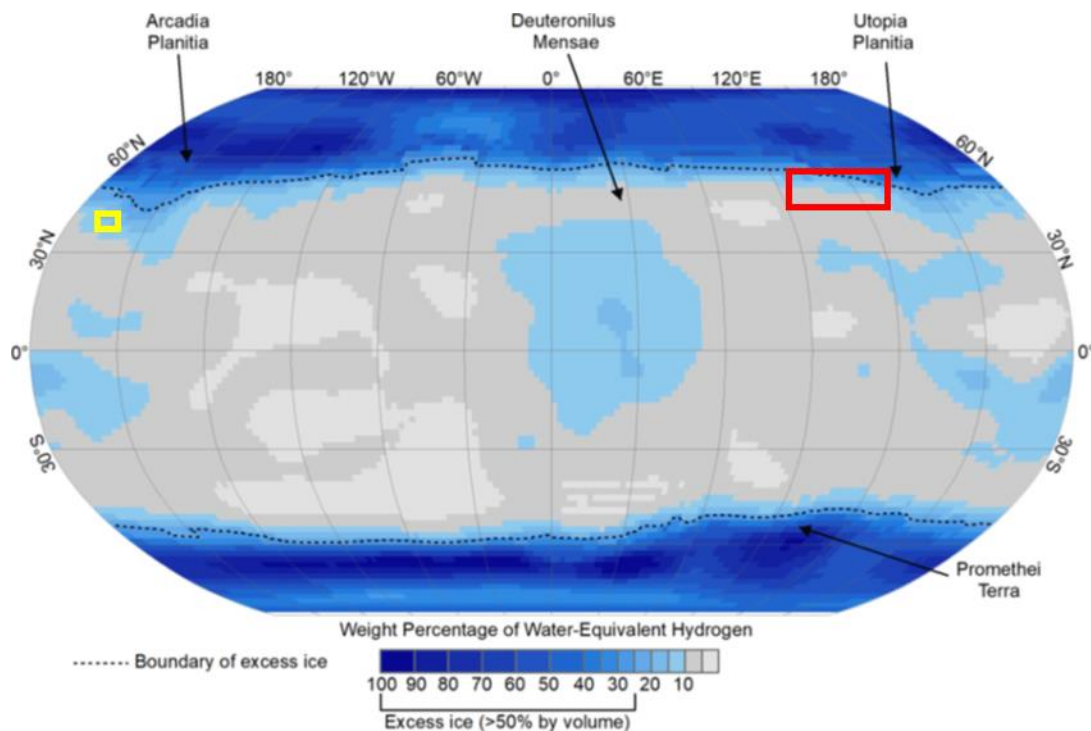 Arcadia
Planitia
Deuteronilus
Mensae
Utopia
Planitia
180° 120°W 60°W 0° 60°E 120°E 180°
60°N
60°N
30°N
30°N
0°
0°
30°S
30°S
Promethei
Terra
Weight Percentage of Water-Equivalent Hydrogen
Boundary of excess ice
100 90 80 70 60 50 40 30 20 10
Excess ice (>50% by volume)